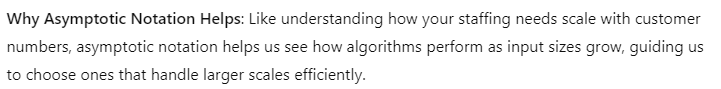 Why Asymptotic Notation Helps: Like understanding how your staffing needs scale with customer
numbers, asymptotic notation helps us see how algorithms perform as input sizes grow, guiding us
to choose ones that handle larger scales efficiently.